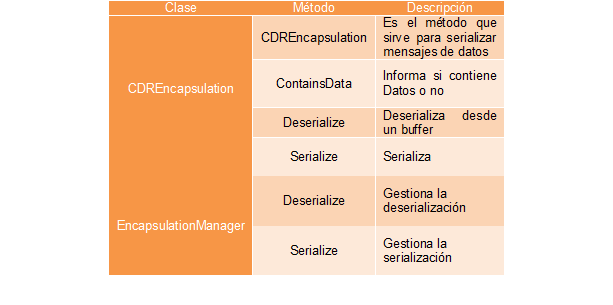 Clase Método Descripción
CDREncapsulation
CDREncapsulation
Es el método que
sirve para serializar
mensajes de datos
ContainsData
Informa si contiene
Datos o no
Deserialize
Deserializa desde
un buffer
Serialize
Serializa
EncapsulationManager
Deserialize
Gestiona la
deserialización
Serialize
Gestiona la
serialización